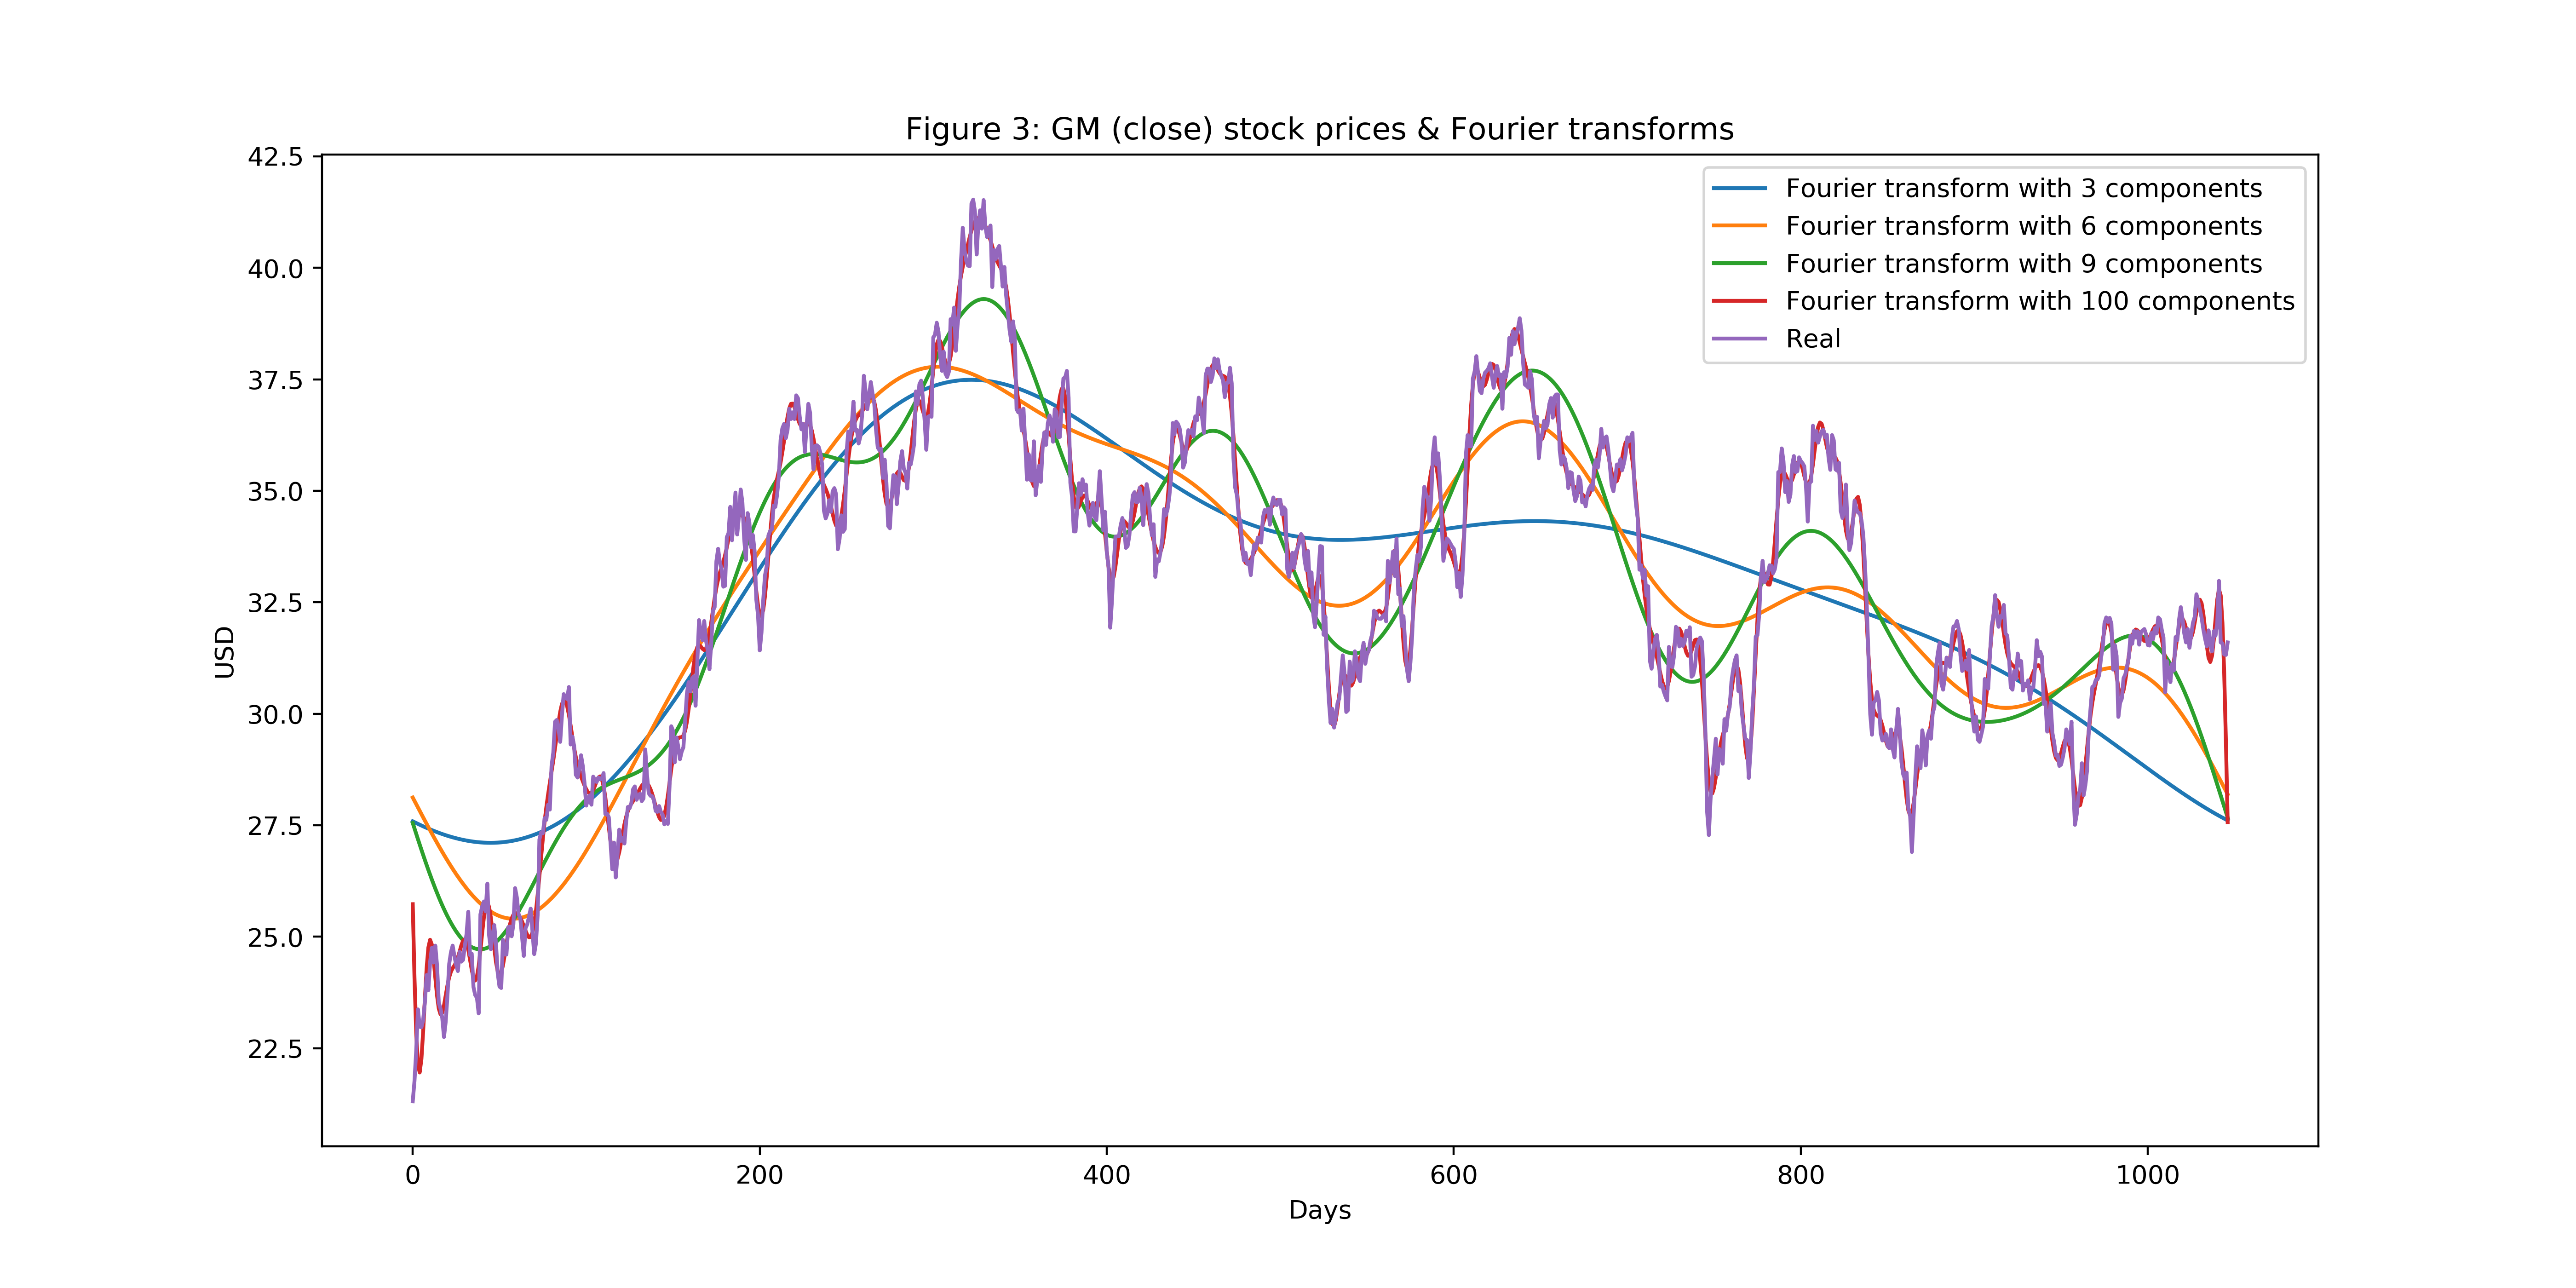 Figure 3: GM (close) stock prices & Fourier transforms
42.5
40.0
37.5
35.0
32.5
30.0
27.5
25.0
22.5
USD
Fourier transform with 3 components
Fourier transform with 6 components
Fourier transform with 9 components
Fourier transform with 100 components
Real
0 200 400 600 800 1000
Days